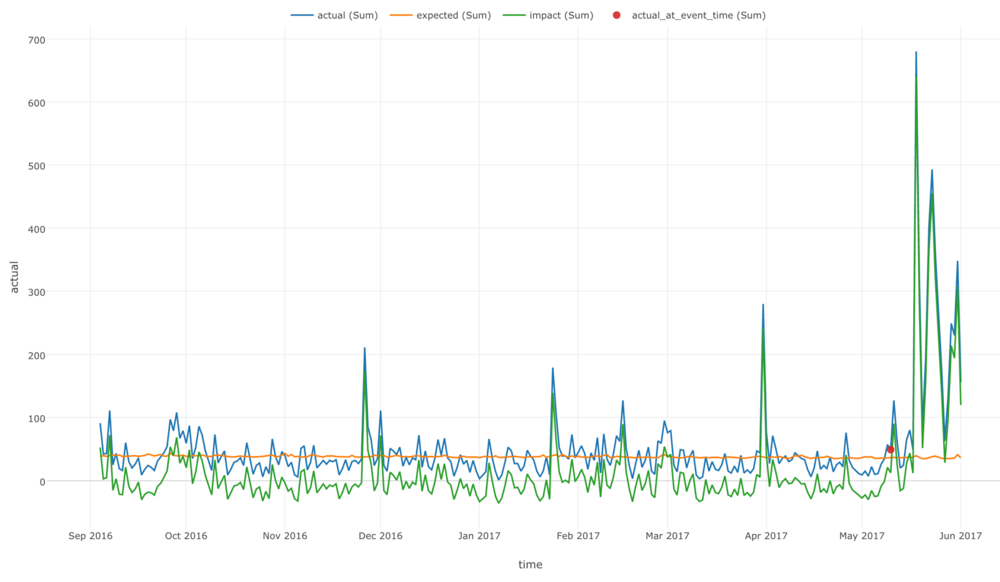 actual (Sum) expected (Sum) impact (Sum) actual_at_event_time (Sum)
700
600
500
400
300
200
100
0
actual
Sep 2016 Oct 2016 Nov 2016 Dec 2016 Jan 2017 Feb 2017 Mar 2017 Apr 2017 May 2017 Jun 2017
time